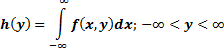 h(y) = ∫_{-∞}^{∞} f(x, y)dx; −∞ < y < ∞